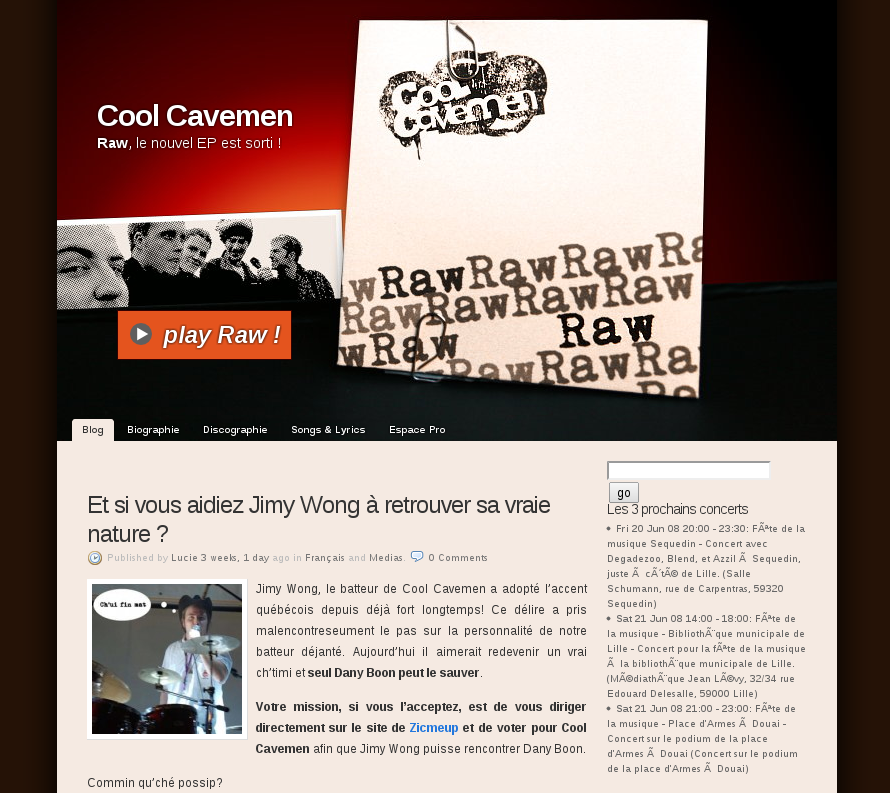 Cool Cavemen
Raw, le nouvel EP est sorti !
Cool
Cavemen
wRawRawRawRa
RawRawRawRaw
wRaw Raw
RawRawRa
play Raw !
Blog Biographie Discographie Songs & Lyrics Espace Pro
Et si vous aidiez Jimy Wong à retrouver sa vraie
nature ?
Published by Lucie 3 weeks, 1 day ago in Français and Medias. 0 Comments
Ch'ui fin mat
Jimy Wong, le batteur de Cool Cavemen a adopté l’accent
québécois depuis déjà fort longtemps! Ce délire a pris
malencontreseument le pas sur la personnalité de notre
batteur déjanté. Aujourd’hui il aimerait redevenir un vrai
ch’timi et seul Dany Boon peut le sauver.
Votre mission, si vous l’acceptez, est de vous diriger
directement sur le site de Zicmeup et de voter pour Cool
Cavemen afin que Jimy Wong puisse rencontrer Dany Boon.
Commin qu’ché possip?
go
Les 3 prochains concerts
Fri 20 Jun 08 20:00 - 23:30: FÃªte de la
musique Sequedin - Concert avec
Degadezoo, Blend, et Azzil Ã  Sequedin,
juste Ã  cÃ´tÃ© de Lille. (Salle
Schumann, rue de Carpentras, 59320
Sequedin)
Sat 21 Jun 08 14:00 - 18:00: FÃªte de
la musique - BibliothÃ¨que municipale de
Lille - Concert pour la fÃªte de la musique
Ã  la bibliothÃ¨que municipale de Lille.
(MÃ©diathÃ¨que Jean LÃ©vy, 32/34 rue
Edouard Delesalle, 59000 Lille)
Sat 21 Jun 08 21:00 - 23:00: FÃªte de
la musique - Place d'Armes Ã  Douai -
Concert sur le podium de la place
d'Armes Ã  Douai (Concert sur le podium
de la place d'Armes Ã  Douai)